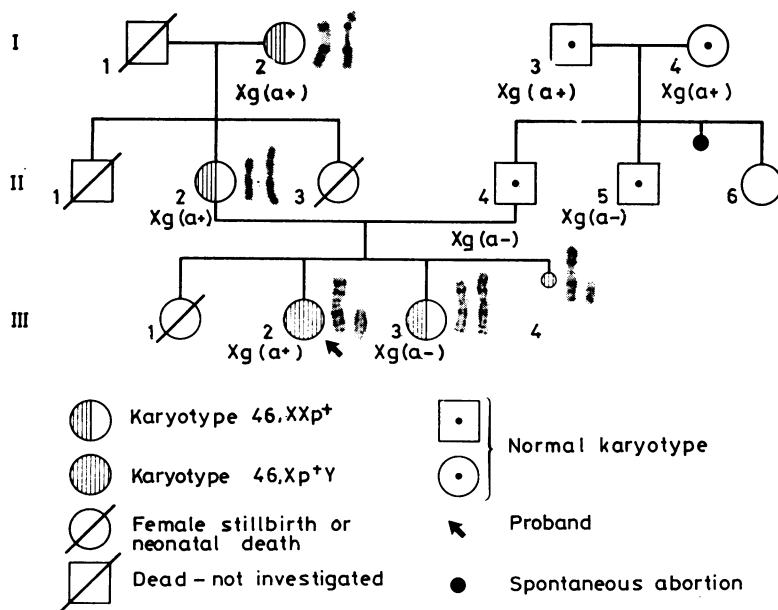 I
1
2
Xg(a+)
3
Xg(a+)
4
Xg(a+)
II
1
2
Xg(a+)
3
4
Xg(a-)
5
Xg(a-)
6
III
1
2
Xg(a+)
3
Xg(a-)
4
Karyotype 46,XXp+
Karyotype 46,Xp+Y
Female stillbirth or
neonatal death
Dead - not investigated
Normal karyotype
Proband
Spontaneous abortion